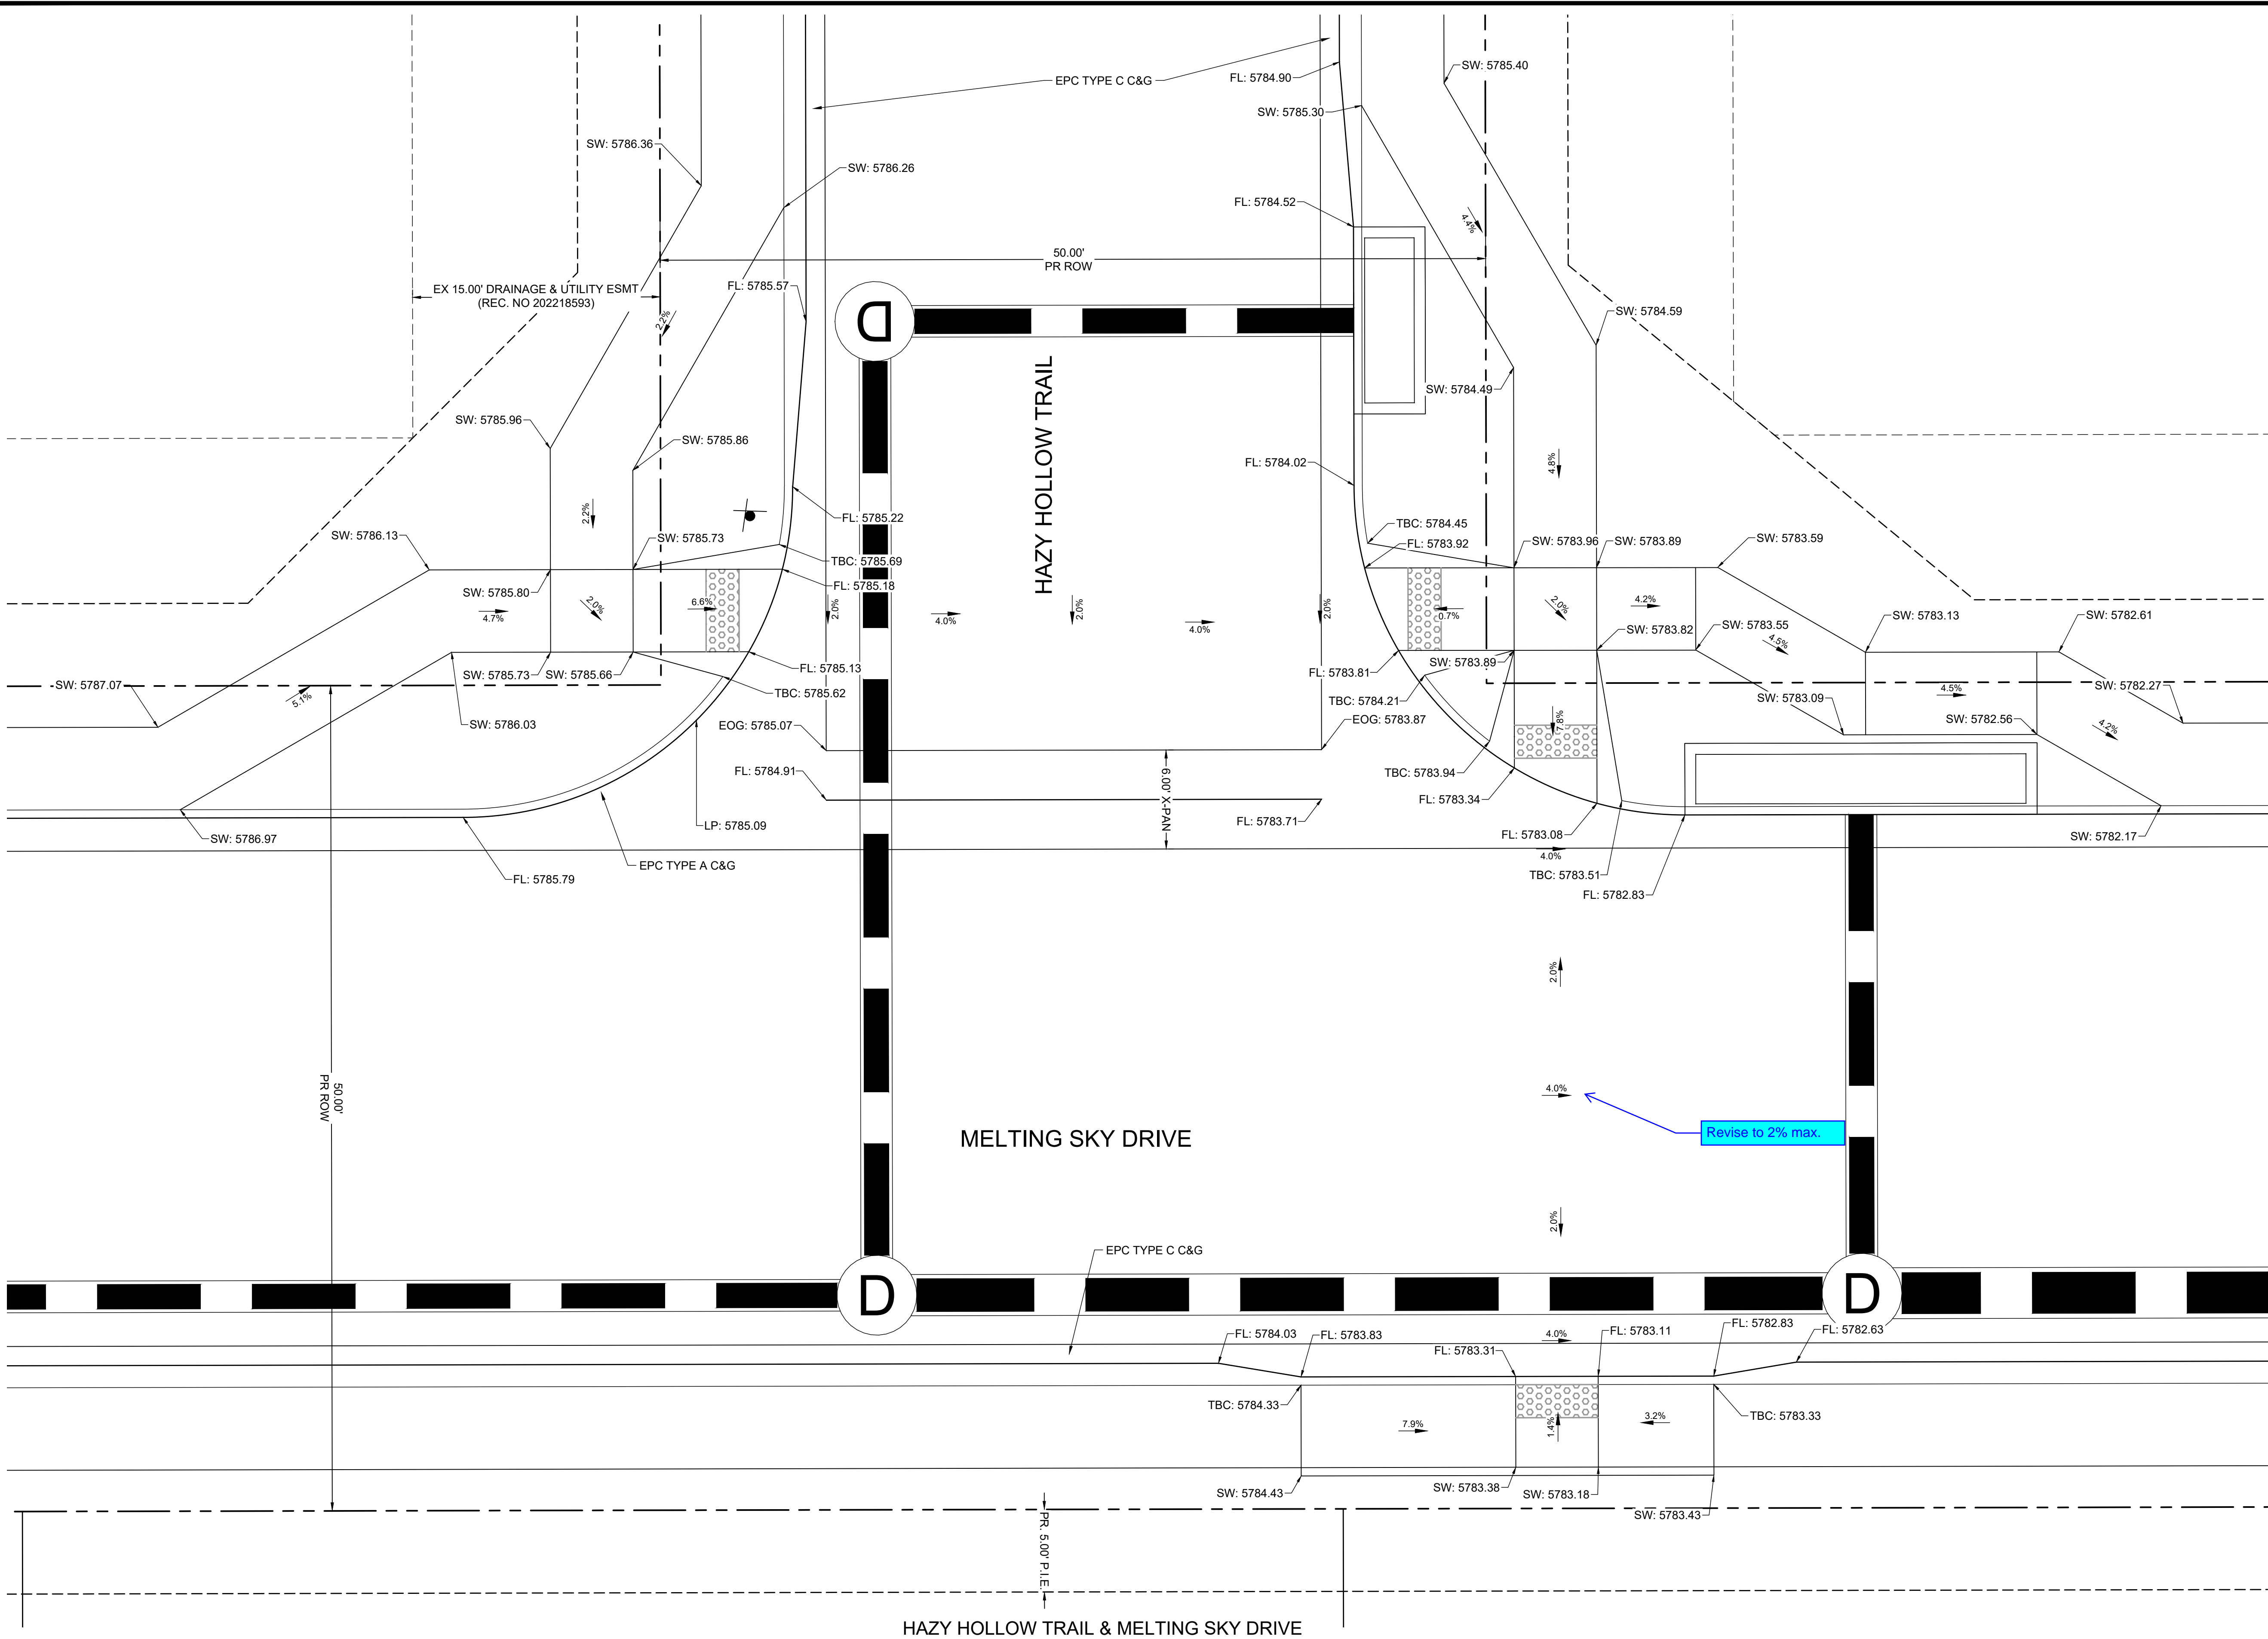 EPC TYPE C C&G
FL: 5784.90
SW: 5785.40
SW: 5785.30
SW: 5786.36
SW: 5786.26
FL: 5784.52
4.4%
50.00'
PR ROW
EX 15.00' DRAINAGE & UTILITY ESMT
(REC. NO 202218593)
FL: 5785.57
2.2%
D
SW: 5784.59
HAZY HOLLOW TRAIL
SW: 5784.49
SW: 5785.96
SW: 5785.86
FL: 5784.02
4.8%
2.2%
FL: 5785.22
SW: 5786.13
SW: 5785.73
TBC: 5784.45
FL: 5783.92
SW: 5783.96
SW: 5783.89
SW: 5783.59
TBC: 5785.69
FL: 5785.18
SW: 5785.80
4.7%
2.0%
6.6%
2.0%
4.0%
2.0%
4.0%
2.0%
0.7%
2.0%
4.2%
SW: 5783.13
SW: 5782.61
SW: 5783.82
SW: 5783.55
4.5%
SW: 5787.07
5.1%
SW: 5785.73
SW: 5785.66
FL: 5785.13
TBC: 5785.62
FL: 5783.81
SW: 5783.89
TBC: 5784.21
SW: 5783.09
4.5%
SW: 5782.27
SW: 5786.03
EOG: 5785.07
EOG: 5783.87
7.8%
SW: 5782.56
4.2%
FL: 5784.91
6.00' X-PAN
TBC: 5783.94
FL: 5783.34
SW: 5786.97
LP: 5785.09
FL: 5783.71
FL: 5783.08
SW: 5782.17
EPC TYPE A C&G
4.0%
FL: 5785.79
TBC: 5783.51
FL: 5782.83
2.0%
50.00'
PR ROW
4.0%
Revise to 2% max.
MELTING SKY DRIVE
2.0%
EPC TYPE C C&G
D
D
FL: 5784.03
FL: 5783.83
4.0%
FL: 5783.11
FL: 5782.83
FL: 5782.63
FL: 5783.31
TBC: 5784.33
7.9%
1.4%
3.2%
TBC: 5783.33
SW: 5784.43
SW: 5783.38
SW: 5783.18
SW: 5783.43
PR. 5.00' P.I.E.
HAZY HOLLOW TRAIL & MELTING SKY DRIVE